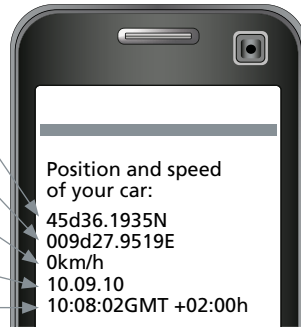 Position and speed
of your car:
45d36.1935N
009d27.9519E
0km/h
10.09.10
10:08:02GMT +02:00h